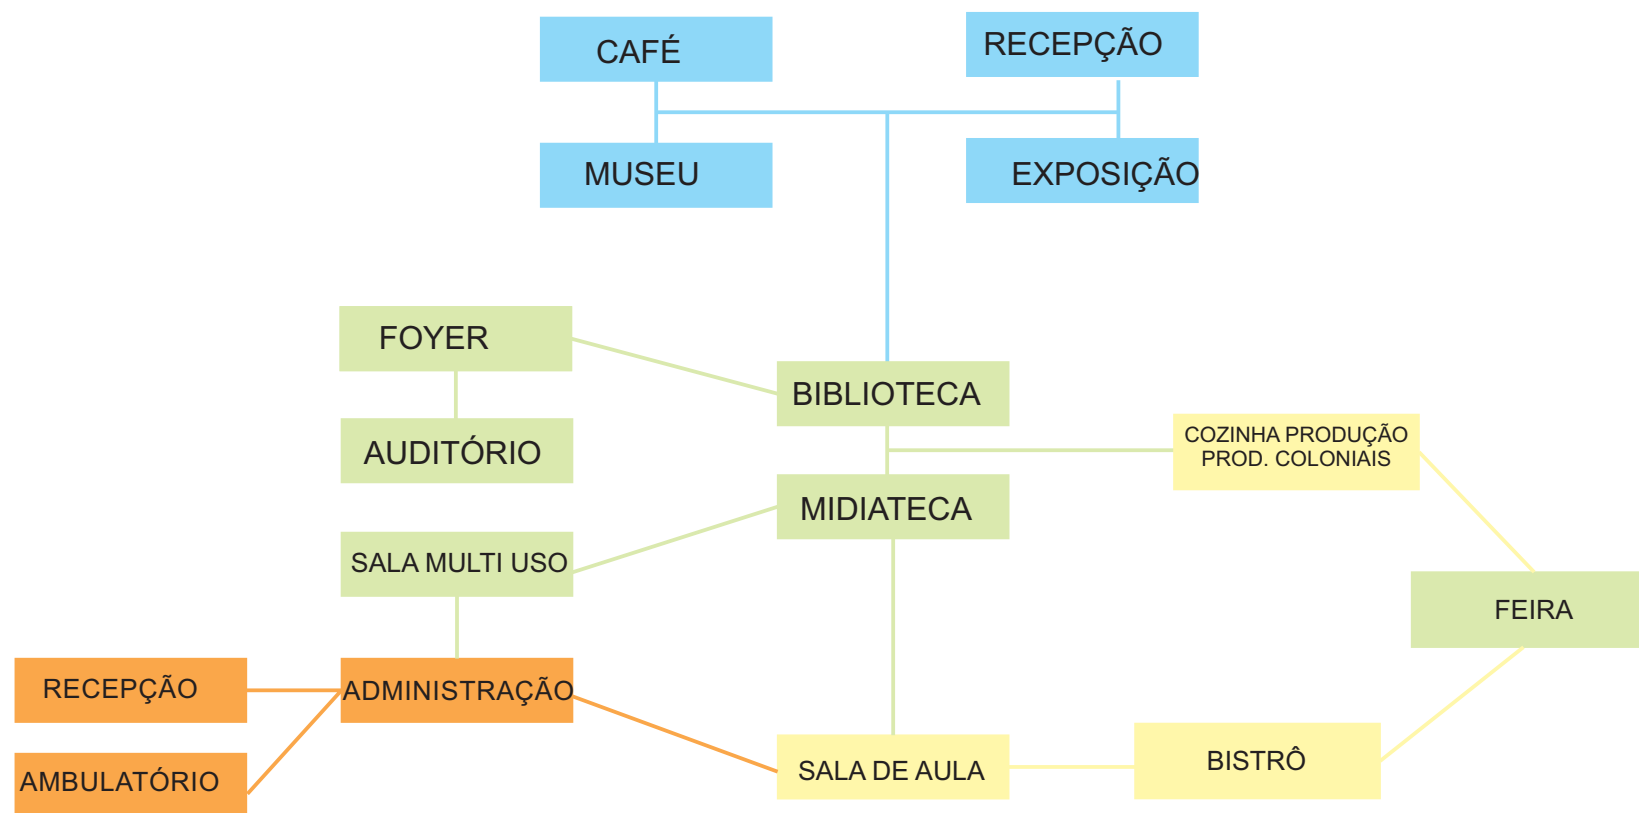 CAFÉ
RECEPÇÃO
MUSEU
EXPOSIÇÃO
FOYER
BIBLIOTECA
AUDITÓRIO
COZINHA PRODUÇÃO
PROD. COLONIAIS
MIDIATECA
SALA MULTI USO
FEIRA
RECEPÇÃO
ADMINISTRAÇÃO
AMBULATÓRIO
SALA DE AULA
BISTRÔ